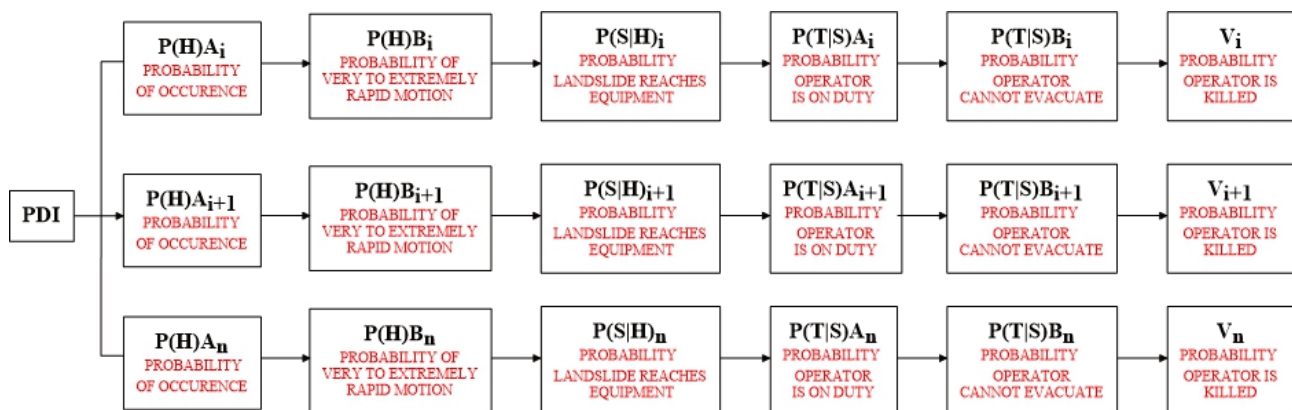 P(H)Aᵢ
PROBABILITY
OF OCCURENCE
P(H)Bᵢ
PROBABILITY OF
VERY TO EXTREMELY
RAPID MOTION
P(S|H)ᵢ
PROBABILITY
LANDSLIDE REACHES
EQUIPMENT
P(T|S)Aᵢ
PROBABILITY
OPERATOR
IS ON DUTY
P(T|S)Bᵢ
PROBABILITY
OPERATOR
CANNOT EVACUATE
Vᵢ
PROBABILITY
OPERATOR IS
KILLED
PDI
P(H)Aᵢ₊₁
PROBABILITY
OF OCCURENCE
P(H)Bᵢ₊₁
PROBABILITY OF
VERY TO EXTREMELY
RAPID MOTION
P(S|H)ᵢ₊₁
PROBABILITY
LANDSLIDE REACHES
EQUIPMENT
P(T|S)Aᵢ₊₁
PROBABILITY
OPERATOR
IS ON DUTY
P(T|S)Bᵢ₊₁
PROBABILITY
OPERATOR
CANNOT EVACUATE
Vᵢ₊₁
PROBABILITY
OPERATOR IS
KILLED
P(H)Aₙ
PROBABILITY
OF OCCURENCE
P(H)Bₙ
PROBABILITY OF
VERY TO EXTREMELY
RAPID MOTION
P(S|H)ₙ
PROBABILITY
LANDSLIDE REACHES
EQUIPMENT
P(T|S)Aₙ
PROBABILITY
OPERATOR
IS ON DUTY
P(T|S)Bₙ
PROBABILITY
OPERATOR
CANNOT EVACUATE
Vₙ
PROBABILITY
OPERATOR IS
KILLED